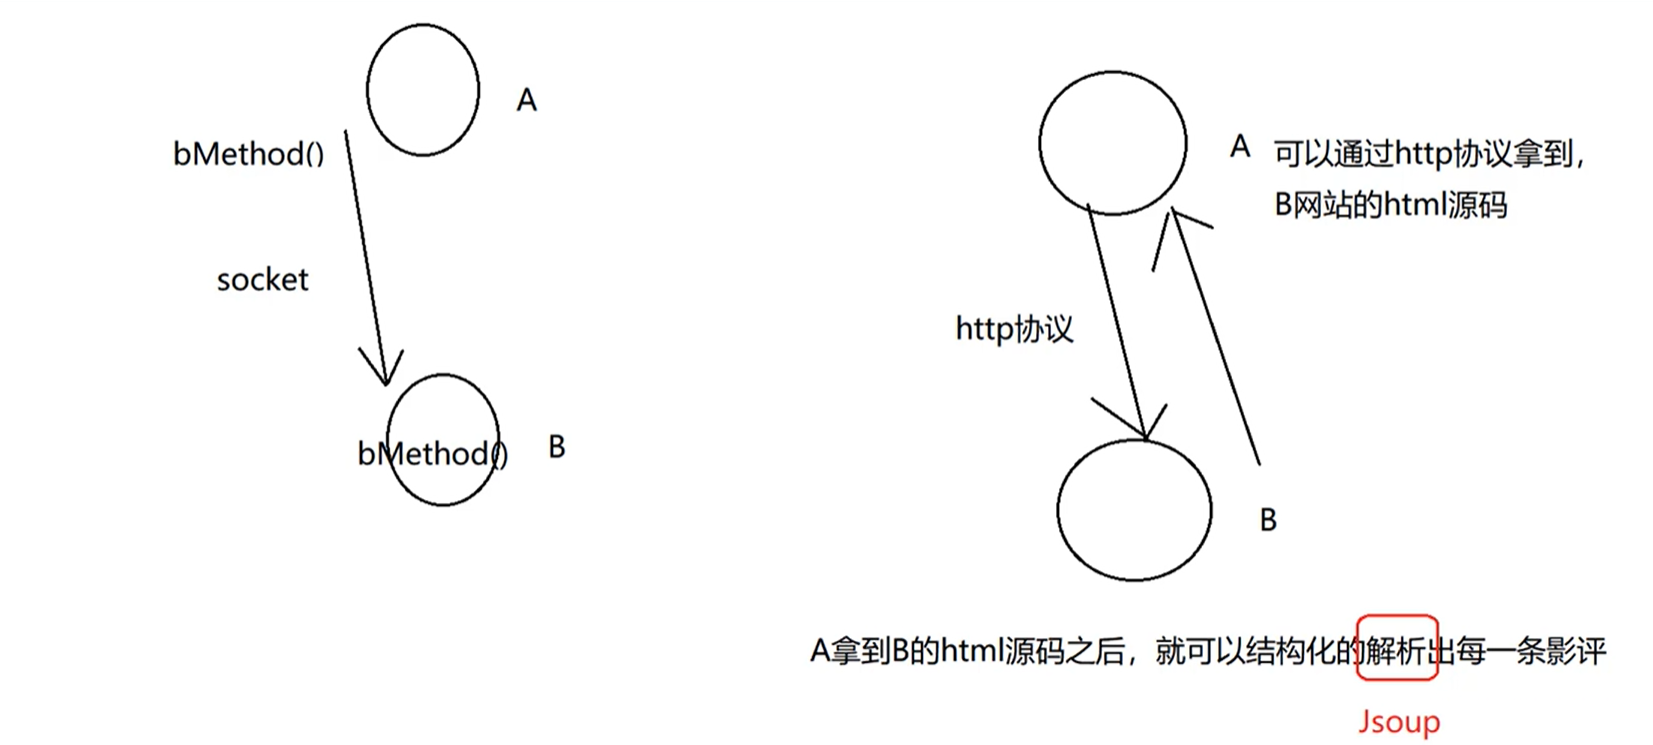 A
bMethod()
socket
bMethod()
B
A
可以通过http协议拿到，
B网站的html源码
http协议
B
A拿到B的html源码之后，就可以结构化的解析出每一条影评
Jsoup